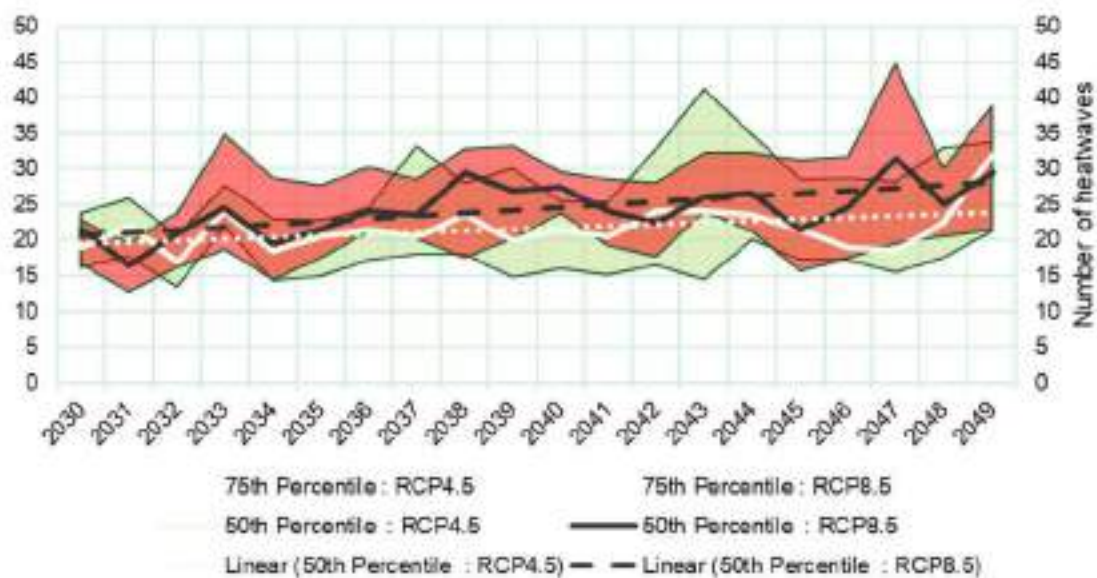 50 50
45 45
40 40
35 35
30 30
25 25
20 20
15 15
10 10
5 5
0 0
Number of heatwaves
2030 2031 2032 2033 2034 2035 2036 2037 2038 2039 2040 2041 2042 2043 2044 2045 2046 2047 2048 2049
75th Percentile : RCP4.5 75th Percentile : RCP8.5
50th Percentile : RCP4.5 50th Percentile : RCP8.5
Linear (50th Percentile : RCP4.5) Linear (50th Percentile : RCP8.5)